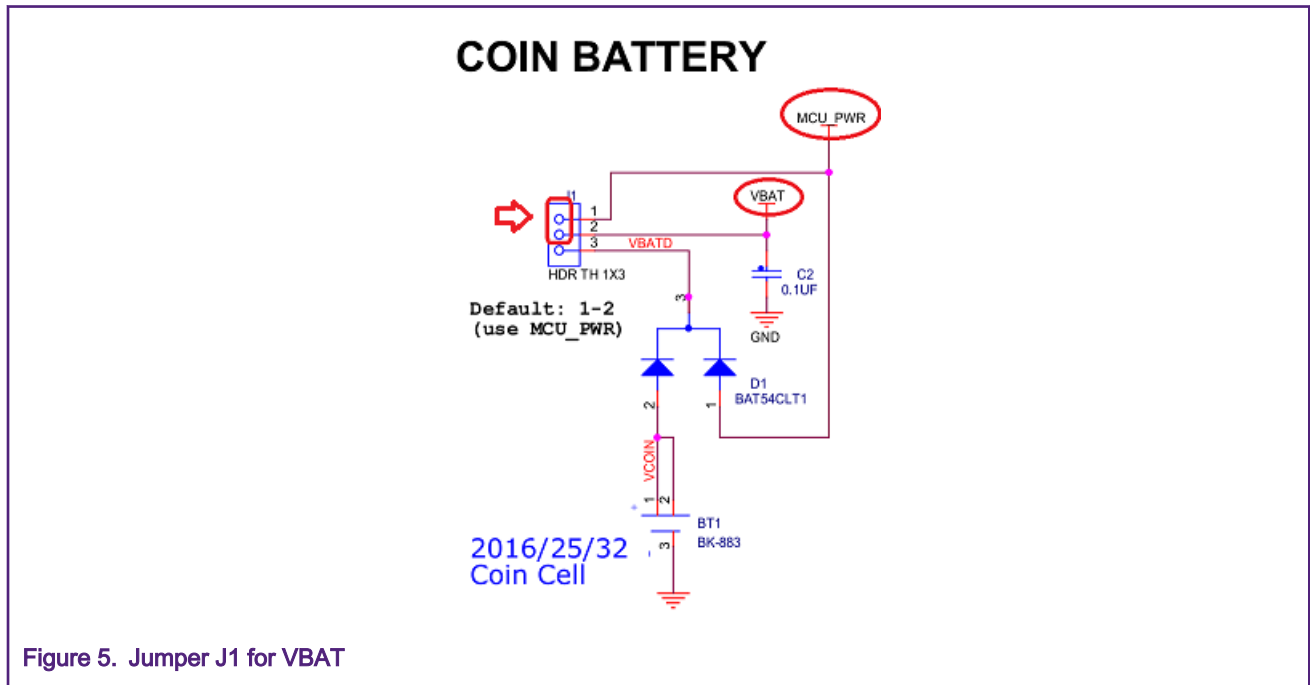 COIN BATTERY
MCU_PWR
VBAT
J1
1
2
3
VBATD
HDR TH 1X3
C2
0.1UF
GND
Default: 1-2
(use MCU_PWR)
3
D1
BAT54CLT1
2
1
VCOIN
1
2
+
BT1
BK-883
3
-
2016/25/32
Coin Cell
Figure 5. Jumper J1 for VBAT